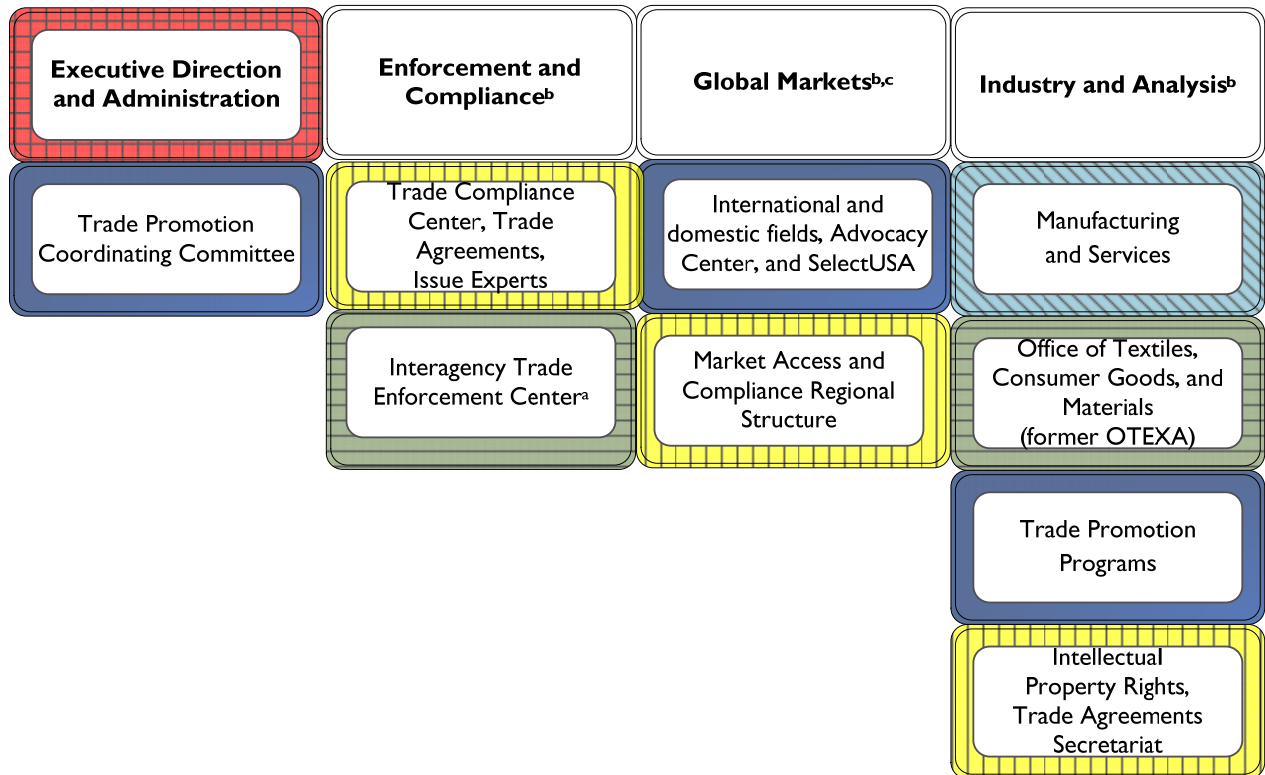 Executive Direction
and Administration
Enforcement and
Complianceᵇ
Global Marketsᵇ,ᶜ
Industry and Analysisᵇ
Trade Promotion
Coordinating Committee
Trade Compliance
Center, Trade
Agreements,
Issue Experts
International and
domestic fields, Advocacy
Center, and SelectUSA
Manufacturing
and Services
Interagency Trade
Enforcement Centerᵃ
Market Access and
Compliance Regional
Structure
Office of Textiles,
Consumer Goods, and
Materials
(former OTEXA)
Trade Promotion
Programs
Intellectual
Property Rights,
Trade Agreements
Secretariat